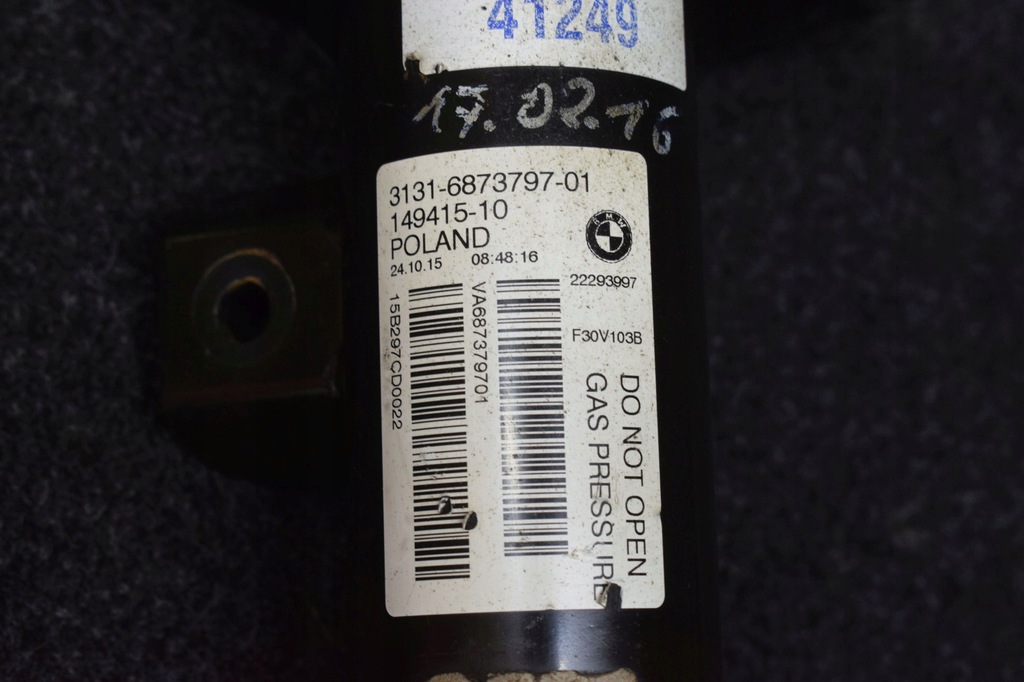 41249
17.02.16
3131-6873797-01
149415-10
POLAND
24.10.15 08:48:16
BMW
22293997
F30V103B
15B297CD0022
VA687379701
DO NOT OPEN
GAS PRESSURE